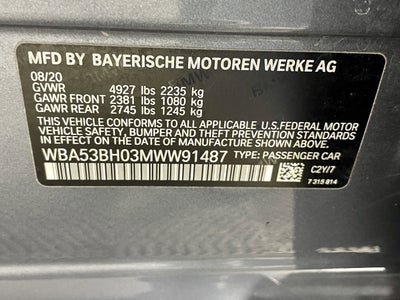 MFD BY BAYERISCHE MOTOREN WERKE AG
08/20
GVWR 4927 lbs 2235 kg
GAWR FRONT 2381 lbs 1080 kg
GAWR REAR 2745 lbs 1245 kg
THIS VEHICLE CONFORMS TO ALL APPLICABLE U.S.FEDERAL MOTOR
VEHICLE SAFETY, BUMPER, AND THEFT PREVENTION STANDARDS
IN EFFECT ON THE DATE OF MANUFACTURE SHOWN ABOVE.
WBA53BH03MWW91487 TYPE: PASSENGER CAR
C2Y/7
7 315 814